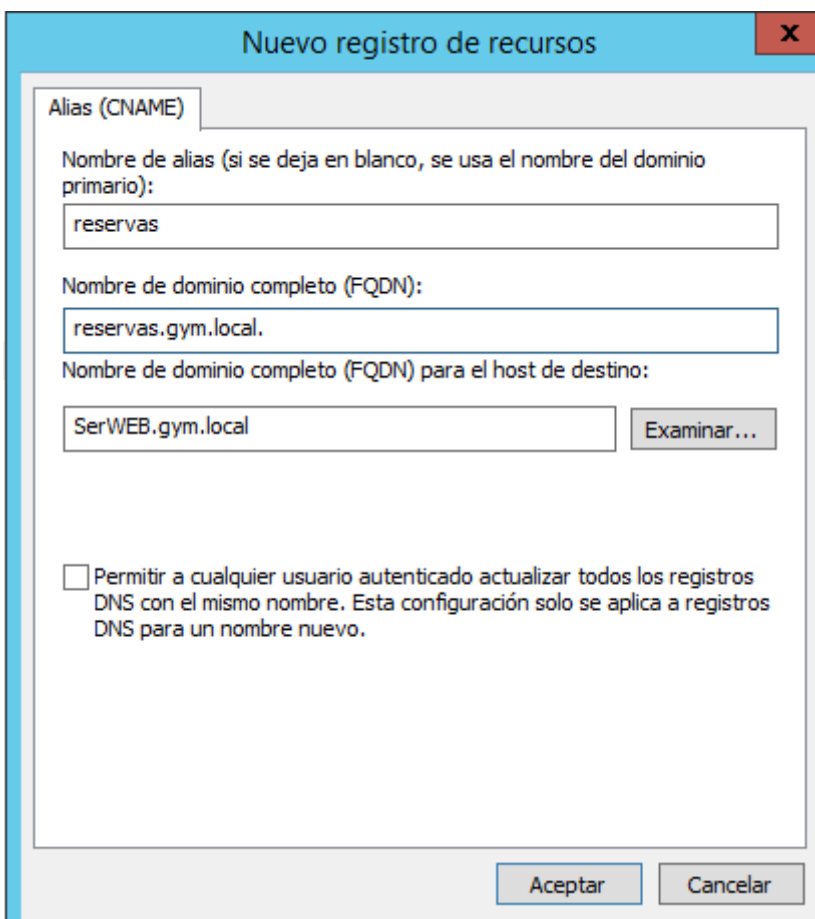 Nuevo registro de recursos
x
Alias (CNAME)
Nombre de alias (si se deja en blanco, se usa el nombre del dominio
primario):
reservas
Nombre de dominio completo (FQDN):
reservas.gym.local.
Nombre de dominio completo (FQDN) para el host de destino:
SerWEB.gym.local
Examinar...
Permitir a cualquier usuario autenticado actualizar todos los registros
DNS con el mismo nombre. Esta configuración solo se aplica a registros
DNS para un nombre nuevo.
Aceptar
Cancelar